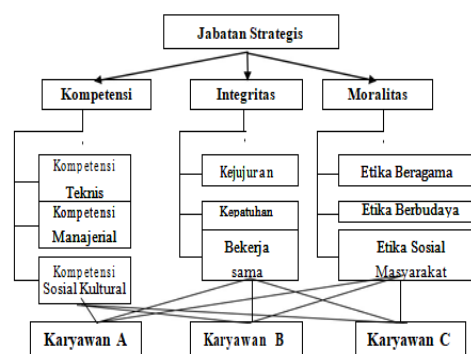 Jabatan Strategis
Kompetensi
Integritas
Moralitas
Kompetensi
Teknis
Kompetensi
Manajerial
Kompetensi
Sosial Kultural
Kejujuran
Kepatuhan
Bekerja
sama
Etika Beragama
Etika Berbudaya
Etika Sosial
Masyarakat
Karyawan A
Karyawan B
Karyawan C